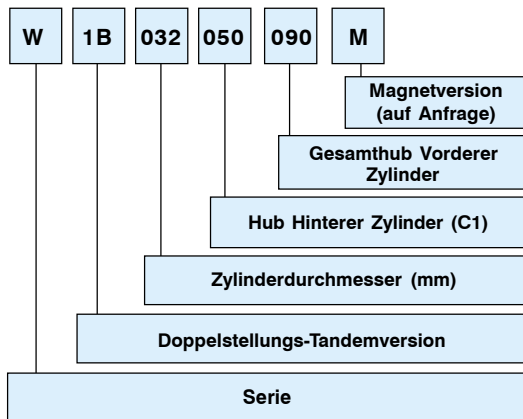 W 1B 032 050 090 M
Magnetversion
(auf Anfrage)
Gesamthub Vorderer
Zylinder
Hub Hinterer Zylinder (C1)
Zylinderdurchmesser (mm)
Doppelstellungs-Tandemversion
Serie